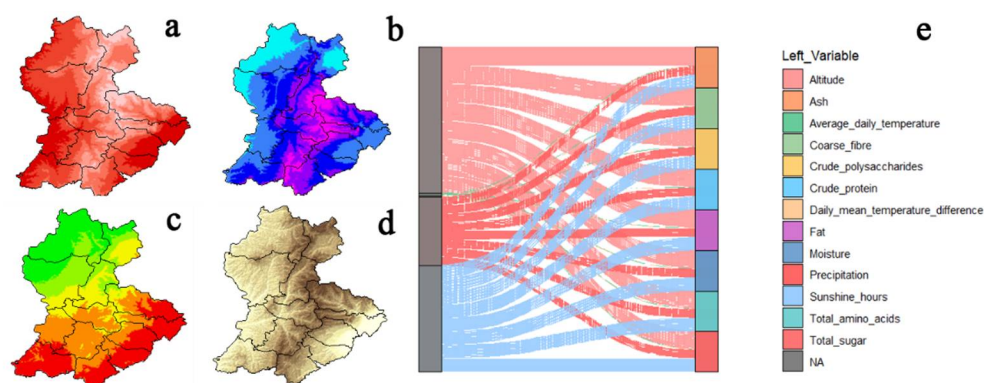 a
b
c
d
e
Left_Variable
Altitude
Ash
Average_daily_temperature
Coarse_fibre
Crude_polysaccharides
Crude_protein
Daily_mean_temperature_difference
Fat
Moisture
Precipitation
Sunshine_hours
Total_amino_acids
Total_sugar
NA